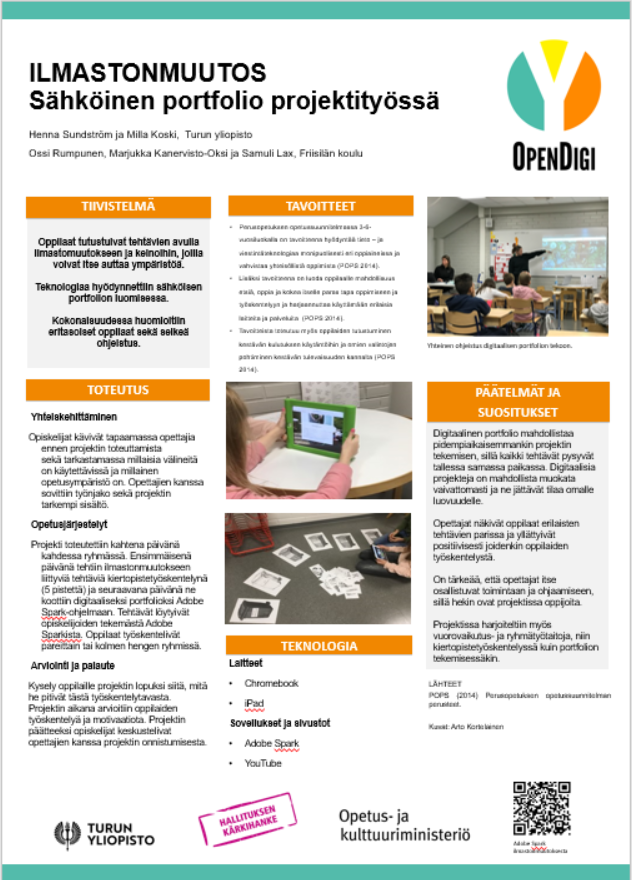 ILMASTONMUUTOS
Sähköinen portfolio projektityössä
Henna Sundström ja Milla Koski, Turun yliopisto
Ossi Rumpunen, Marjukka Kanervisto-Oksi ja Samuli Lax, Friisilän koulu
OPENDIGI
TIIVISTELMÄ
Oppilaat tutustuivat tehtävien avulla
ilmastonmuutokseen ja keinoihin, joilla
voivat itse auttaa ympäristöä.
Teknologiaa hyödynnettiin sähköisen
portfolion luomisessa.
Kokonaisuudessa huomioitiin
eritasoiset oppilaat sekä selkeä
ohjeistus.
TOTEUTUS
Yhteiskehittäminen
Opiskelijat kävivät tapaamassa opettajia
ennen projektin toteuttamista
sekä tarkastamassa millaisia välineitä
on käytettävissä ja millainen
opetusympäristö on. Opettajien kanssa
sovittiin työnjako sekä projektin
tarkempi sisältö.
Opetusjärjestelyt
Projekti toteutettiin kahtena päivänä
kahdessa ryhmässä. Ensimmäisenä
päivänä tehtiin ilmastonmuutokseen
liittyviä tehtäviä kiertopistetyöskentelynä
(5 pistettä) ja seuraavana päivänä ne
koottiin digitaaliseksi portfolioksi Adobe
Spark-ohjelmaan. Tehtävät löytyivät
opiskelijoiden tekemästä Adobe
Sparkista. Oppilaat työskentelivät
pareittain tai kolmen hengen ryhmissä.
Arviointi ja palaute
Kysely oppilaille projektin lopuksi siitä, mitä
he pitivät tästä työskentelytavasta.
Projektin aikana arvioitiin oppilaiden
työskentelyä ja motivaatiota. Projektin
päätteeksi opiskelijat keskustelivat
opettajien kanssa projektin onnistumisesta.
TAVOITTEET
• Perusopetuksen opetussuunnitelmassa 3-6-
vuosiluokalla on tavoitteena hyödyntää tieto – ja
viestintäteknologiaa monipuolisesti eri oppiaineissa ja
vahvistaa yhteisöllistä oppimista (POPS 2014).
• Lisäksi tavoitteena on luoda oppilaille mahdollisuus
etsiä, oppia ja kokea itselle paras tapa oppimiseen ja
työskentelyyn ja harjaannuttaa käyttämään erilaisia
laitteita ja palveluita (POPS 2014).
• Tavoitteista toteutuu myös oppilaiden tutustuminen
kestävän kulutuksen käytäntöihin ja omien valintojen
pohtiminen kestävän tulevaisuuden kannalta (POPS
2014).
TEKNOLOGIA
Laitteet
• Chromebook
• iPad
Sovellukset ja sivustot
• Adobe Spark
• YouTube
Yhteinen ohjeistus digitaalisen portfolion tekoon.
PÄÄTELMÄT JA
SUOSITUKSET
Digitaalinen portfolio mahdollistaa
pidempiaikaisemmankin projektin
tekemisen, sillä kaikki tehtävät pysyvät
tallessa samassa paikassa. Digitaalisia
projekteja on mahdollista muokata
vaivattomasti ja ne jättävät tilaa omalle
luovuudelle.
Opettajat näkivät oppilaat erilaisten
tehtävien parissa ja yllättyivät
positiivisesti joidenkin oppilaiden
työskentelystä.
On tärkeää, että opettajat itse
osallistuvat toimintaan ja ohjaamiseen,
sillä hekin ovat projektissa oppijoita.
Projektissa harjoiteltiin myös
vuorovaikutus- ja ryhmätyötaitoja, niin
kiertopistetyöskentelyssä kuin portfolion
tekemisessäkin.
LÄHTEET
POPS (2014) Perusopetuksen opetussuunnitelman
perusteet.
Kuvat: Arto Kortelainen
TURUN
YLIOPISTO
HALLITUKSEN
KÄRKIHANKE
Opetus- ja
kulttuuriministeriö
Adobe Spark
ilmastonmuutoksesta